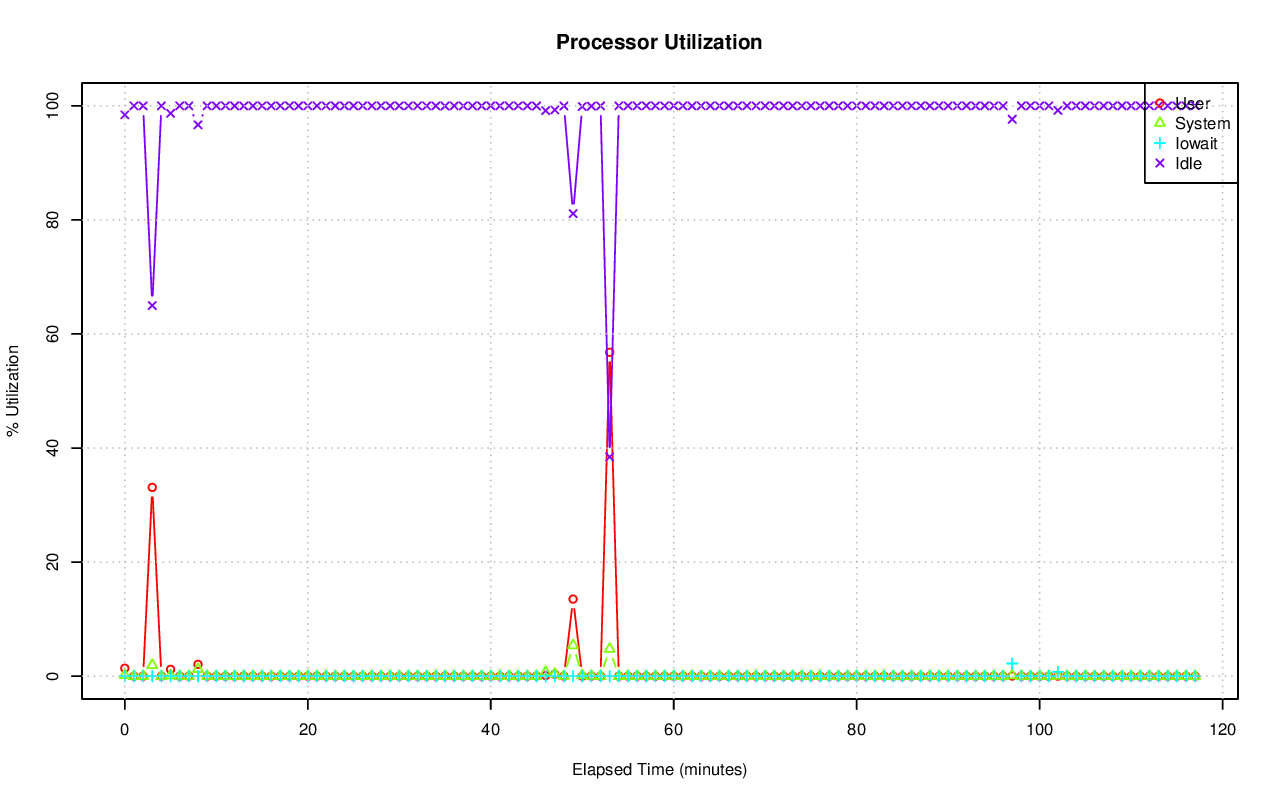 Processor Utilization
100
80
60
40
20
0
% Utilization
User
System
Iowait
Idle
0 20 40 60 80 100 120
Elapsed Time (minutes)